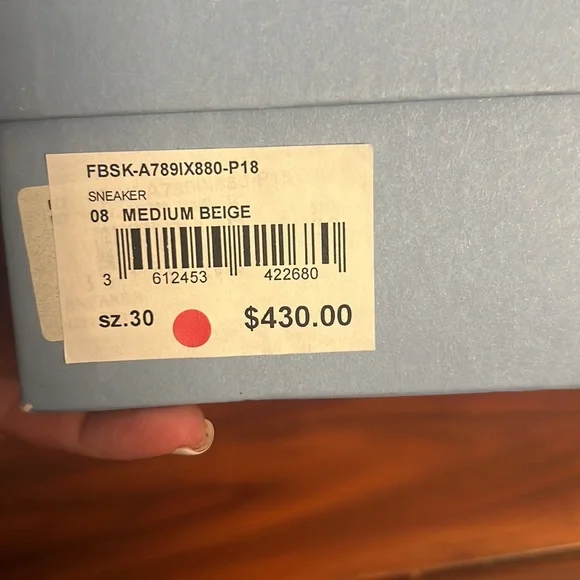 FBSK-A789IX880-P18
SNEAKER
08 MEDIUM BEIGE
3 612453 422680
sz.30 $430.00